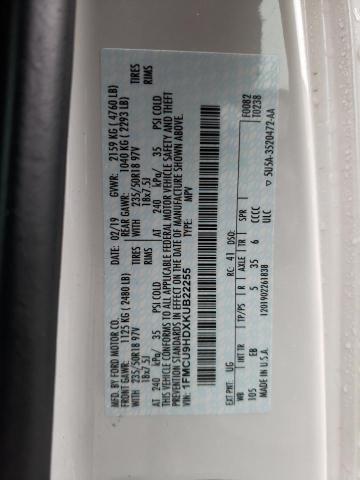 MFD. BY FORD MOTOR CO.
DATE: 02/19 GVWR: 2159 KG ( 4760 LB)
FRONT GAWR: 1125 KG ( 2480 LB) REAR GAWR: 1040 KG ( 2293 LB)
WITH 235/50R18 97V TIRES WITH 235/50R18 97V TIRES
18x7.5J RIMS 18x7.5J RIMS
AT 240 kPa/ 35 PSI COLD AT 240 kPa/ 35 PSI COLD
THIS VEHICLE CONFORMS TO ALL APPLICABLE FEDERAL MOTOR VEHICLE SAFETY AND THEFT
PREVENTION STANDARDS IN EFFECT ON THE DATE OF MANUFACTURE SHOWN ABOVE.
VIN: 1FMCU9HDXKUB22255
TYPE: MPV
F0082
T0238
EXT PNT: UG RC: 41 DSO:
WB INT TR TP/PS R AXLE TR SPR
105 EB 5 35 6 CCCC
MADE IN U.S.A. ULC
1201902261838
5U5A-3520472-AA